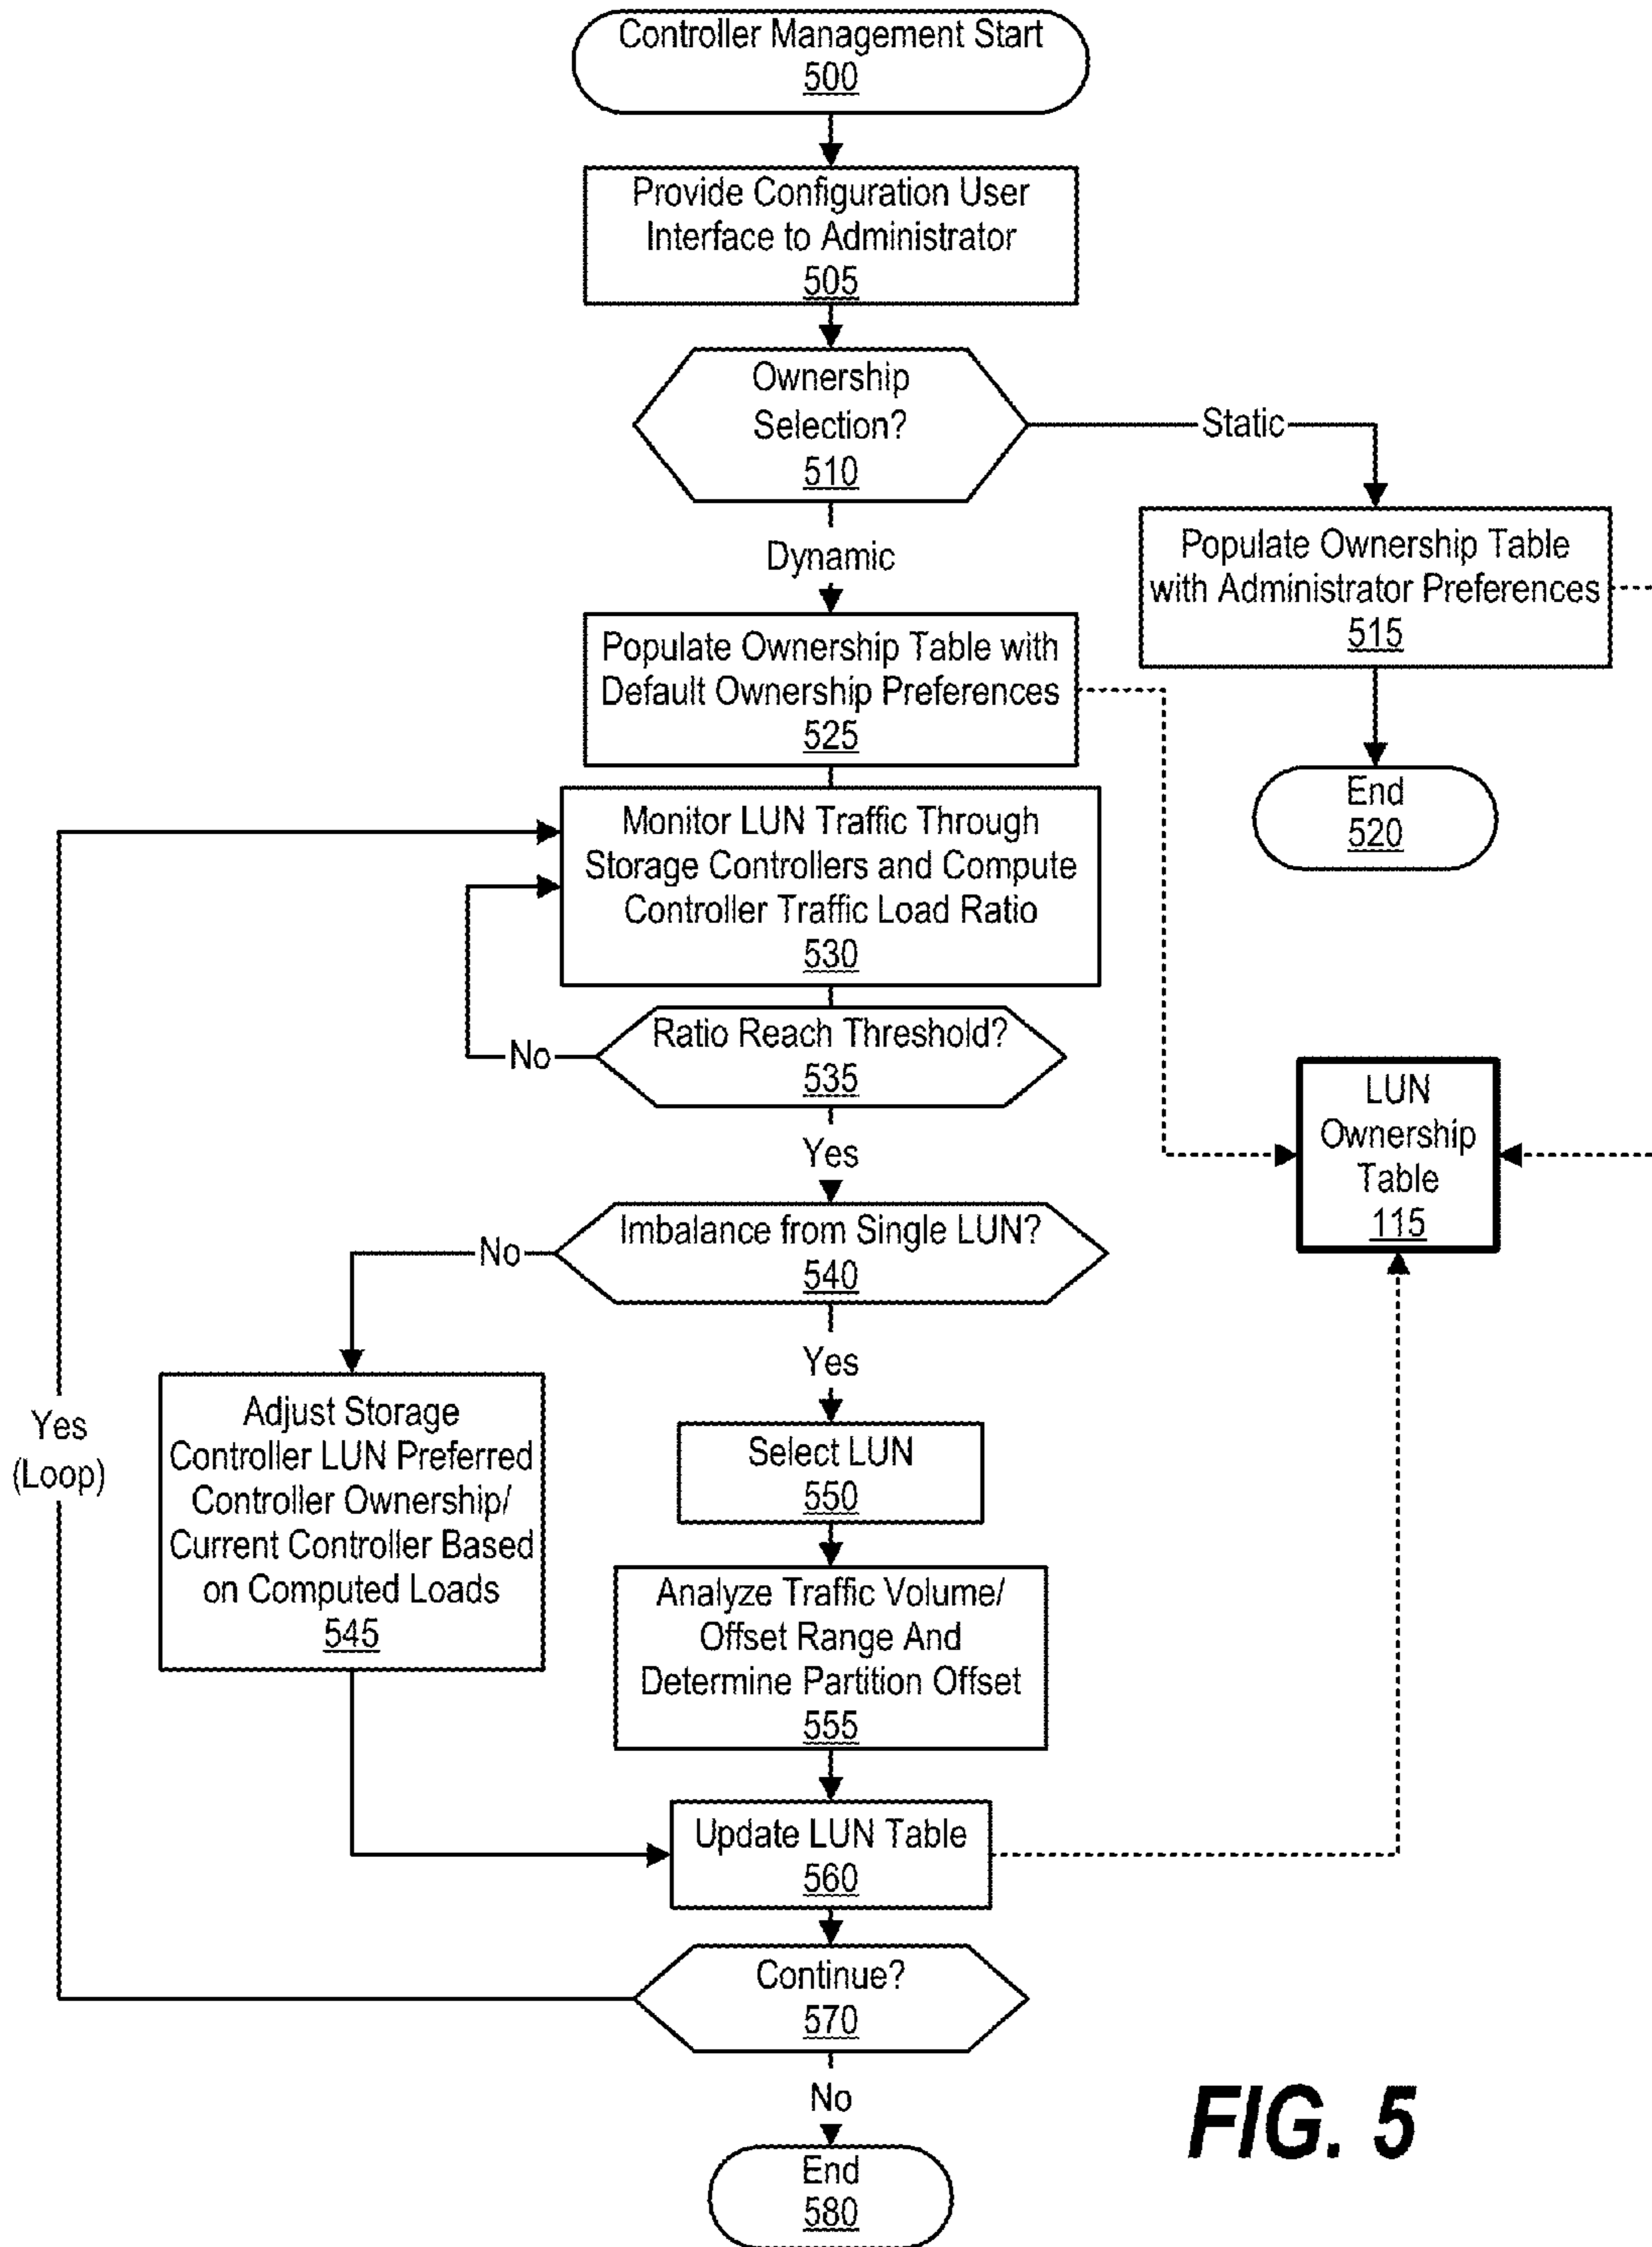 Controller Management Start
500
Provide Configuration User
Interface to Administrator
505
Ownership
Selection?
510
Static
Dynamic
Populate Ownership Table
with Administrator Preferences
515
Populate Ownership Table with
Default Ownership Preferences
525
End
520
Monitor LUN Traffic Through
Storage Controllers and Compute
Controller Traffic Load Ratio
530
Ratio Reach Threshold?
535
No
Yes
LUN
Ownership
Table
115
Imbalance from Single LUN?
540
No
Yes
Adjust Storage
Controller LUN Preferred
Controller Ownership/
Current Controller Based
on Computed Loads
545
Yes
(Loop)
Select LUN
550
Analyze Traffic Volume/
Offset Range And
Determine Partition Offset
555
Update LUN Table
560
Continue?
570
No
End
580
FIG. 5